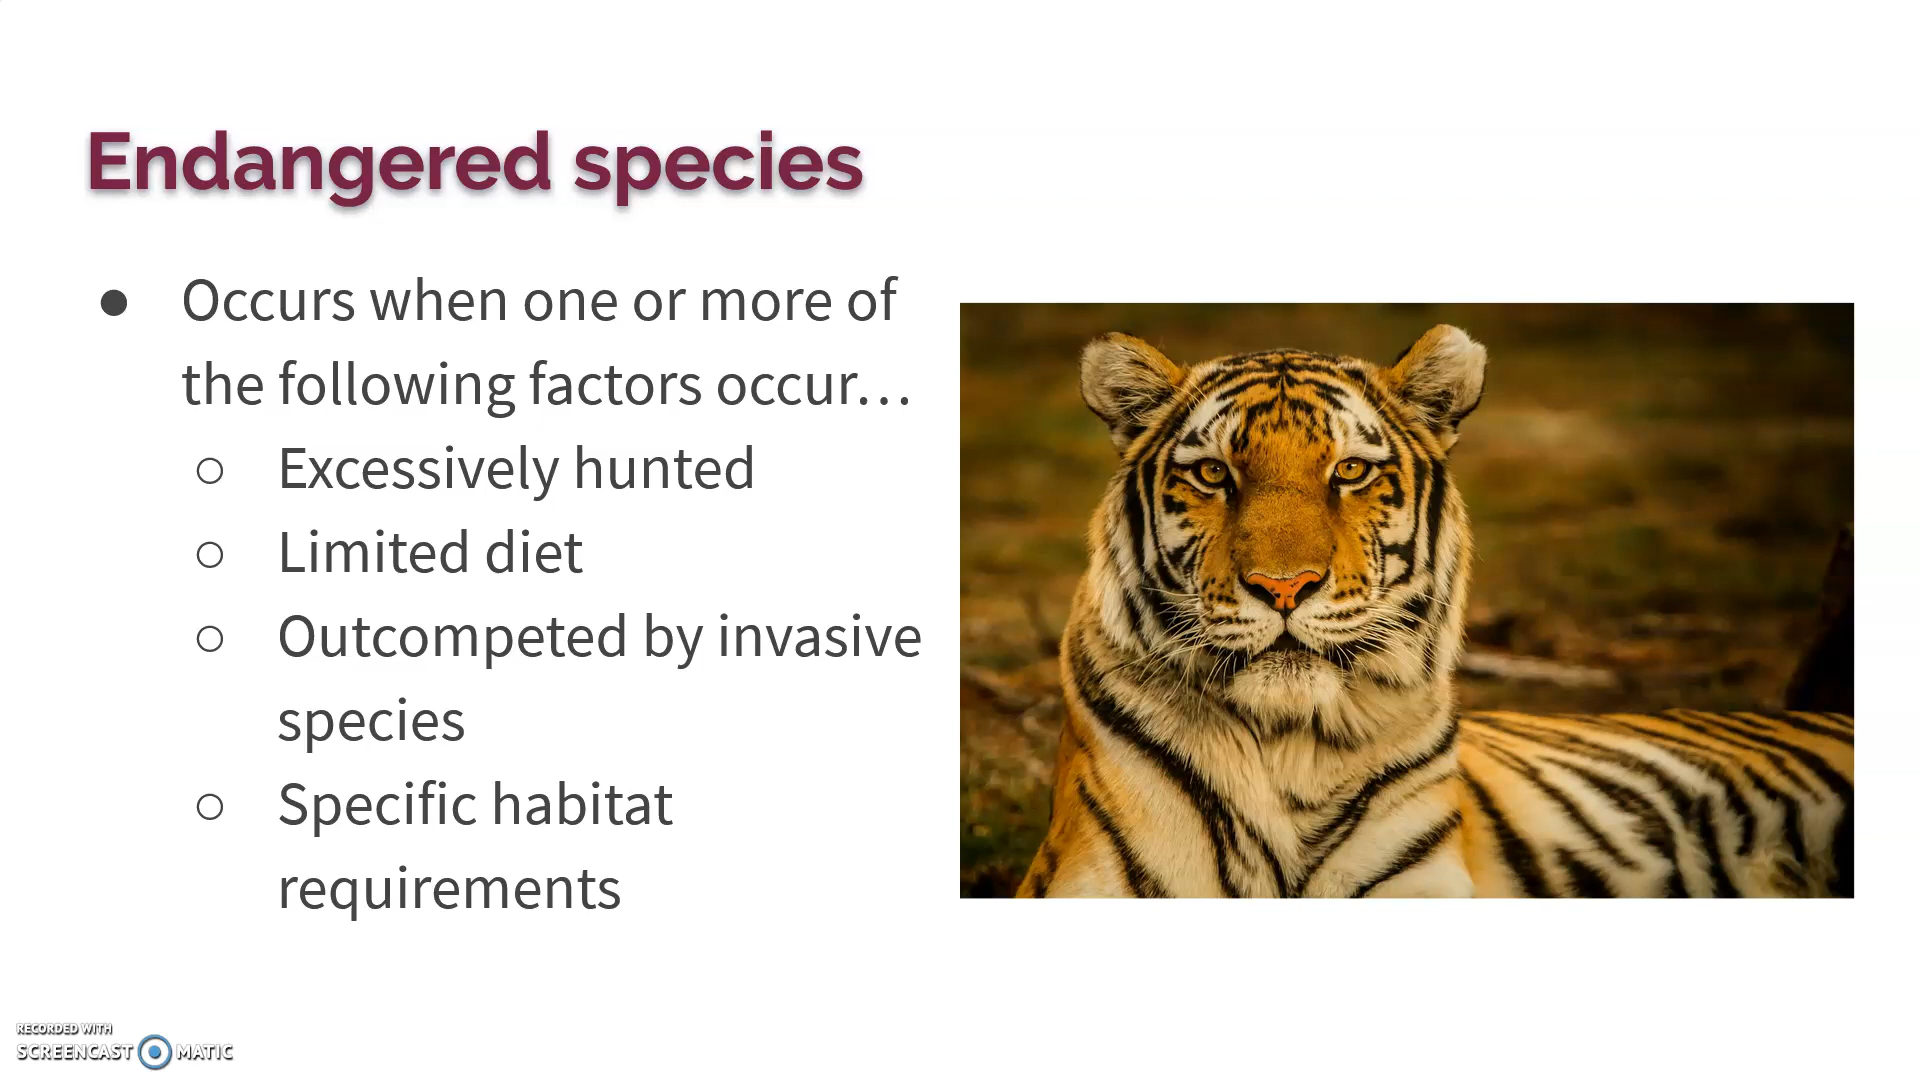 Endangered species
● Occurs when one or more of
the following factors occur…
○ Excessively hunted
○ Limited diet
○ Outcompeted by invasive
species
○ Specific habitat
requirements
RECORDED WITH
SCREENCAST MATIC